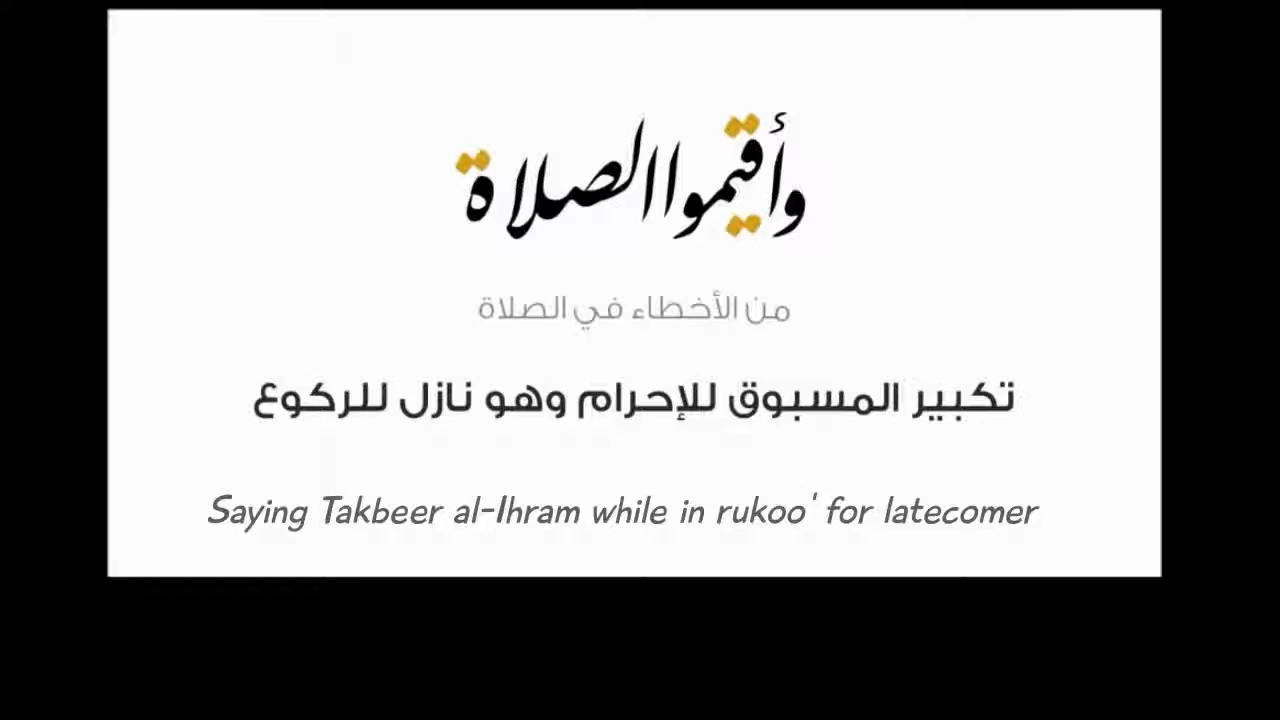 وأقيموا الصلاة
من الأخطاء في الصلاة
تكبير المسبوق للإحرام وهو نازل للركوع
Saying Takbeer al-Ihram while in rukoo' for latecomer